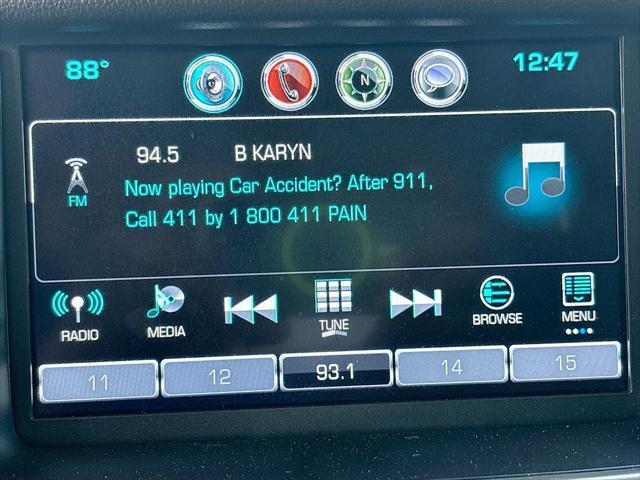 88° 12:47
N
94.5 B KARYN
FM
Now playing Car Accident? After 911,
Call 411 by 1 800 411 PAIN
RADIO MEDIA TUNE BROWSE MENU
11 12 93.1 14 15